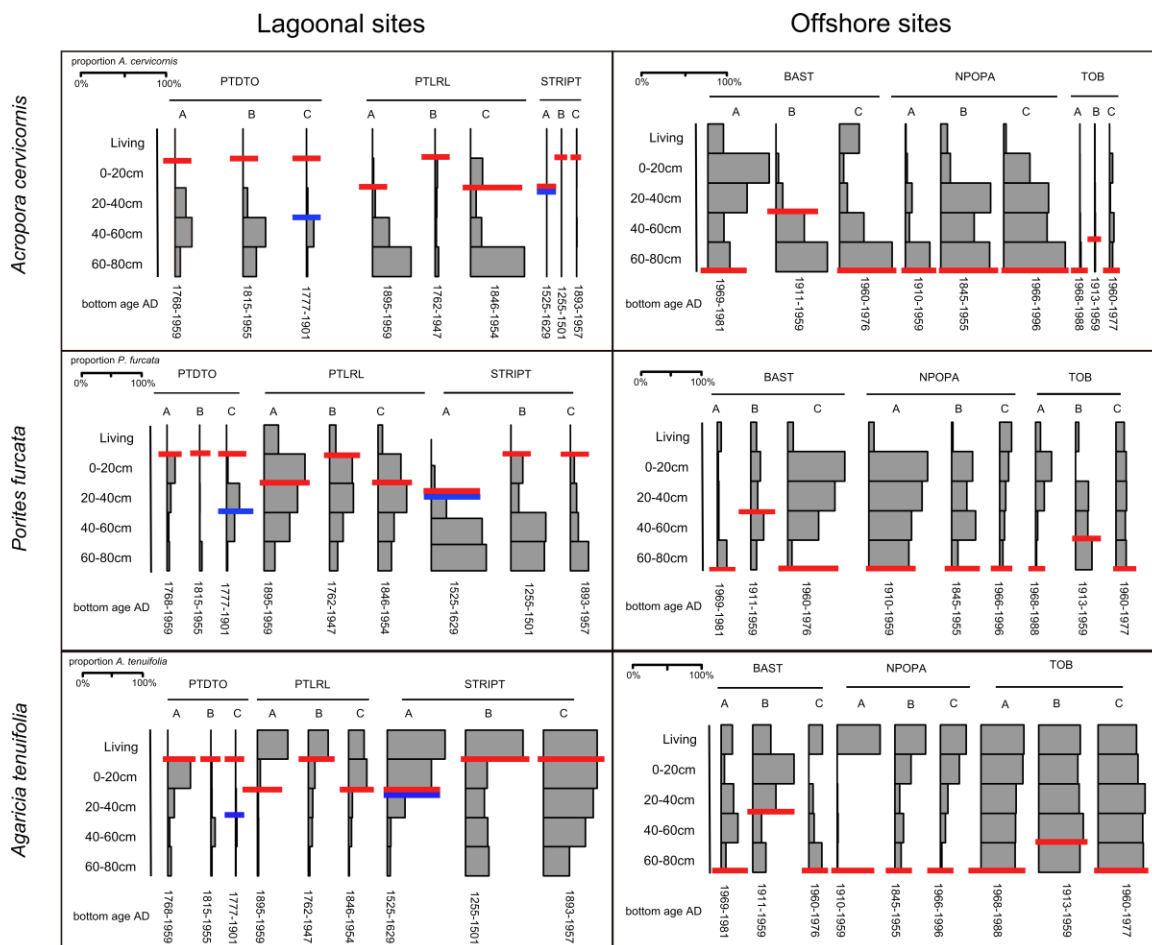 Lagoonal sites
Offshore sites
Acropora cervicornis
proportion A. cervicornis
0% 100%
PTDTO PTLRL STRIPT
A B C A B C A B C
Living
0-20cm
20-40cm
40-60cm
60-80cm
bottom age AD
1768-1959 1815-1955 1777-1901 1895-1959 1762-1947 1846-1954 1525-1629 1255-1501 1893-1957
0% 100%
BAST NPOPA TOB
A B C A B C A B C
Living
0-20cm
20-40cm
40-60cm
60-80cm
bottom age AD
1969-1981 1911-1959 1960-1976 1910-1959 1845-1955 1966-1996 1968-1988 1913-1959 1960-1977
Porites furcata
proportion P. furcata
0% 100%
PTDTO PTLRL STRIPT
A B C A B C A B C
Living
0-20cm
20-40cm
40-60cm
60-80cm
bottom age AD
1768-1959 1815-1955 1777-1901 1895-1959 1762-1947 1846-1954 1525-1629 1255-1501 1893-1957
0% 100%
BAST NPOPA TOB
A B C A B C A B C
Living
0-20cm
20-40cm
40-60cm
60-80cm
bottom age AD
1969-1981 1911-1959 1960-1976 1910-1959 1845-1955 1966-1996 1968-1988 1913-1959 1960-1977
Agaricia tenuifolia
proportion A. tenuifolia
0% 100%
PTDTO PTLRL STRIPT
A B C A B C A B C
Living
0-20cm
20-40cm
40-60cm
60-80cm
bottom age AD
1768-1959 1815-1955 1777-1901 1895-1959 1762-1947 1846-1954 1525-1629 1255-1501 1893-1957
0% 100%
BAST NPOPA TOB
A B C A B C A B C
Living
0-20cm
20-40cm
40-60cm
60-80cm
bottom age AD
1969-1981 1911-1959 1960-1976 1910-1959 1845-1955 1966-1996 1968-1988 1913-1959 1960-1977